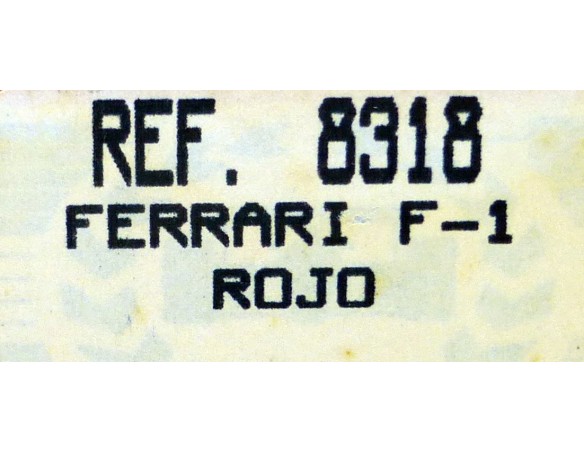 REF. 8318
FERRARI F-1
ROJO